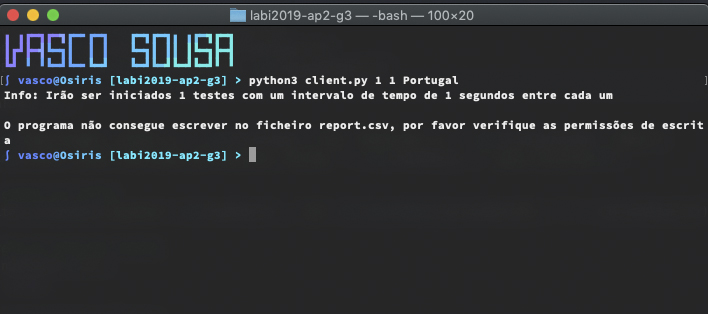 labi2019-ap2-g3 — -bash — 100×20
VASCO SOUSA
[∫ vasco@Osiris [labi2019-ap2-g3] > python3 client.py 1 1 Portugal ]
Info: Irão ser iniciados 1 testes com um intervalo de tempo de 1 segundos entre cada um
O programa não consegue escrever no ficheiro report.csv, por favor verifique as permissões de escrit
a
∫ vasco@Osiris [labi2019-ap2-g3] >